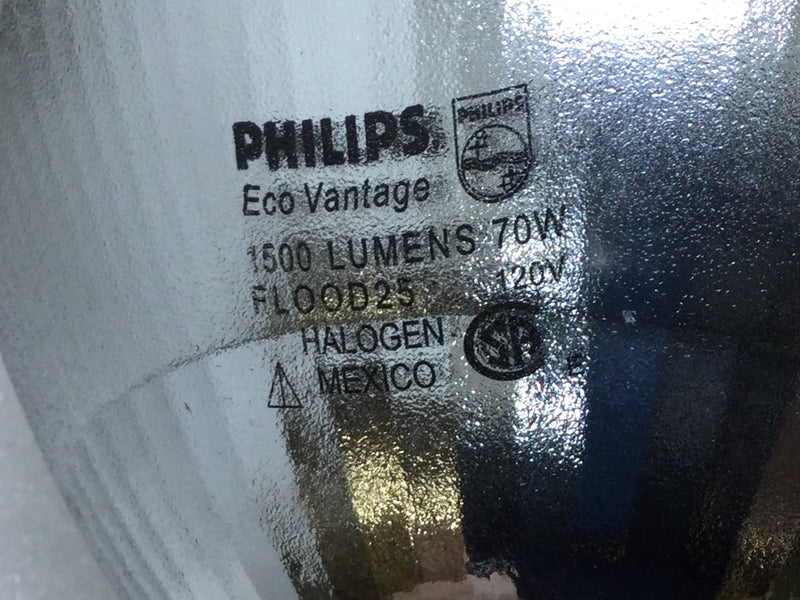 PHILIPS
PHILIPS
Eco Vantage
1500 LUMENS 70W
FLOOD25 120V
HALOGEN
MEXICO
E